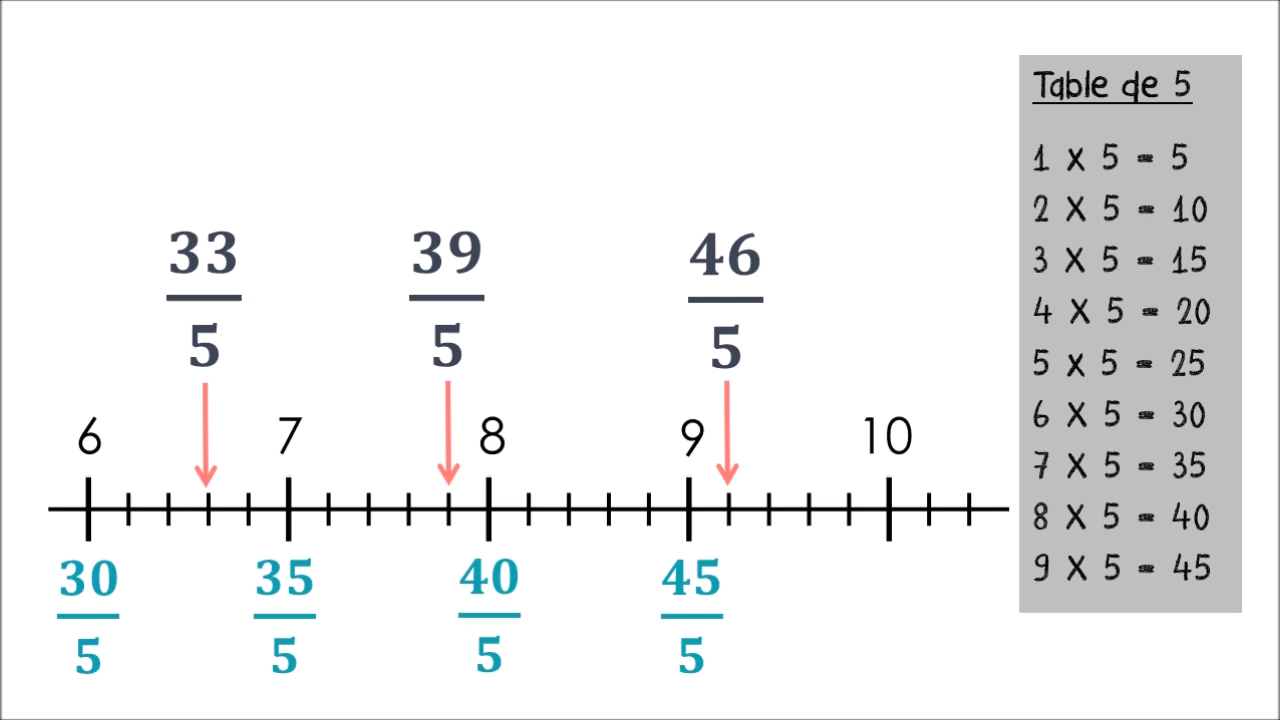 33/5 39/5 46/5
6 7 8 9 10
30/5 35/5 40/5 45/5
Table de 5
1 X 5 = 5
2 X 5 = 10
3 X 5 = 15
4 X 5 = 20
5 X 5 = 25
6 X 5 = 30
7 X 5 = 35
8 X 5 = 40
9 X 5 = 45